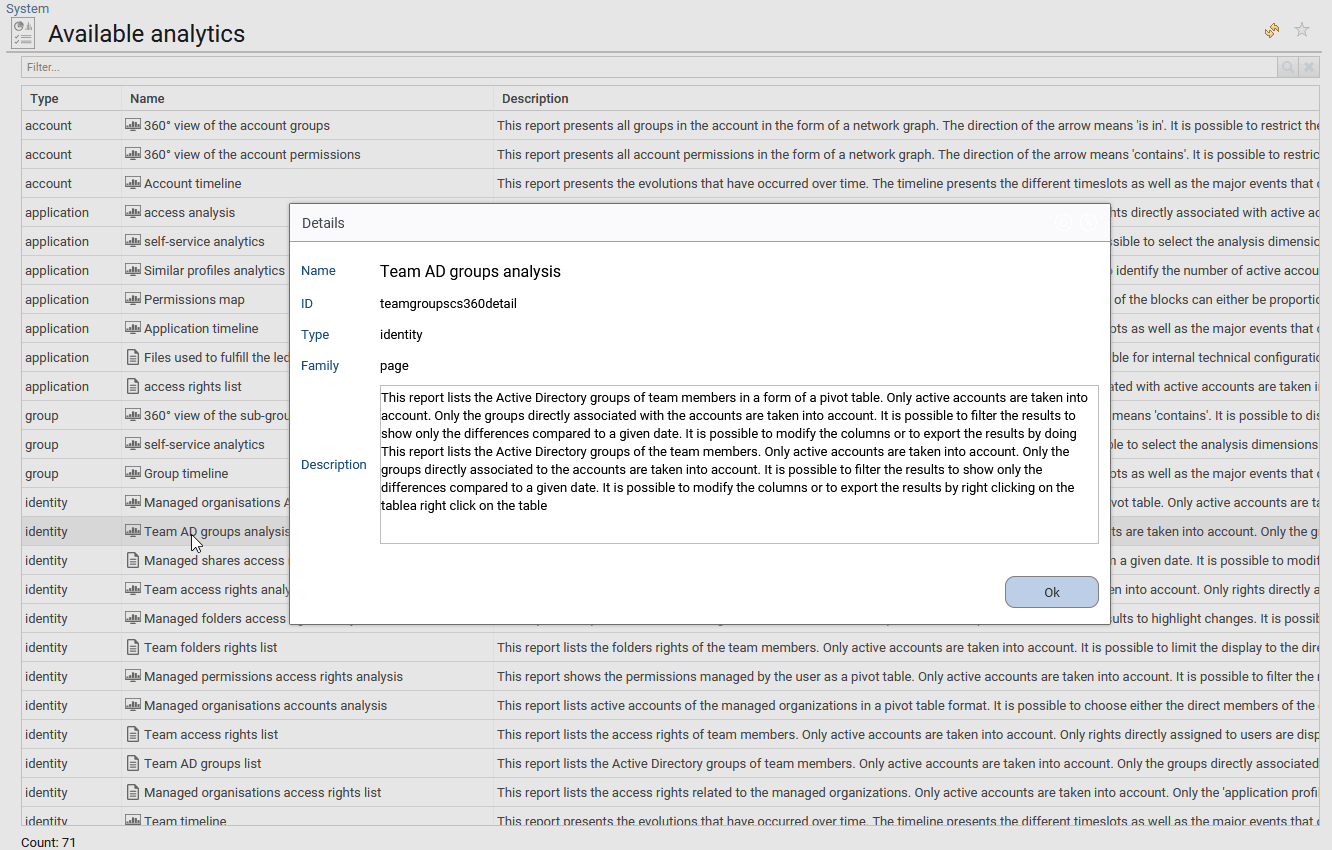 System
Available analytics
Filter...
Type Name Description
account 360° view of the account groups This report presents all groups in the account in the form of a network graph. The direction of the arrow means 'is in'. It is possible to restrict the
account 360° view of the account permissions This report presents all account permissions in the form of a network graph. The direction of the arrow means 'contains'. It is possible to restric
account Account timeline This report presents the evolutions that have occurred over time. The timeline presents the different timeslots as well as the major events that
application access analysis hts directly associated with active ac
application self-service analytics sible to select the analysis dimensio
application Similar profiles analytics identify the number of active accou
application Permissions map of the blocks can either be proportio
application Application timeline ots as well as the major events that
application Files used to fulfill the led ble for internal technical configuratio
application access rights list ated with active accounts are taken i
group 360° view of the sub-grou means 'contains'. It is possible to dis
group self-service analytics le to select the analysis dimensions
group Group timeline ots as well as the major events that
identity Managed organisations A vot table. Only active accounts are ta
identity Team AD groups analysis ts are taken into account. Only the g
identity Managed shares access a given date. It is possible to modif
identity Team access rights analy en into account. Only rights directly a
identity Managed folders access ults to highlight changes. It is possib
identity Team folders rights list This report lists the folders rights of the team members. Only active accounts are taken into account. It is possible to limit the display to the dire
identity Managed permissions access rights analysis This report shows the permissions managed by the user as a pivot table. Only active accounts are taken into account. It is possible to filter the
identity Managed organisations accounts analysis This report lists active accounts of the managed organizations in a pivot table format. It is possible to choose either the direct members of the
identity Team access rights list This report lists the access rights of team members. Only active accounts are taken into account. Only rights directly assigned to users are disp
identity Team AD groups list This report lists the Active Directory groups of team members. Only active accounts are taken into account. Only the groups directly associated
identity Managed organisations access rights list This report lists the access rights related to the managed organizations. Only active accounts are taken into account. Only the 'application profi
identity Team timeline This report presents the evolutions that have occurred over time. The timeline presents the different timeslots as well as the major events that
Count: 71
Details
Name Team AD groups analysis
ID teamgroupscs360detail
Type identity
Family page
Description
This report lists the Active Directory groups of team members in a form of a pivot table. Only active accounts are taken into
account. Only the groups directly associated with the accounts are taken into account. It is possible to filter the results to
show only the differences compared to a given date. It is possible to modify the columns or to export the results by doing
This report lists the Active Directory groups of the team members. Only active accounts are taken into account. Only the
groups directly associated to the accounts are taken into account. It is possible to filter the results to show only the
differences compared to a given date. It is possible to modify the columns or to export the results by right clicking on the
tablea right click on the table
Ok